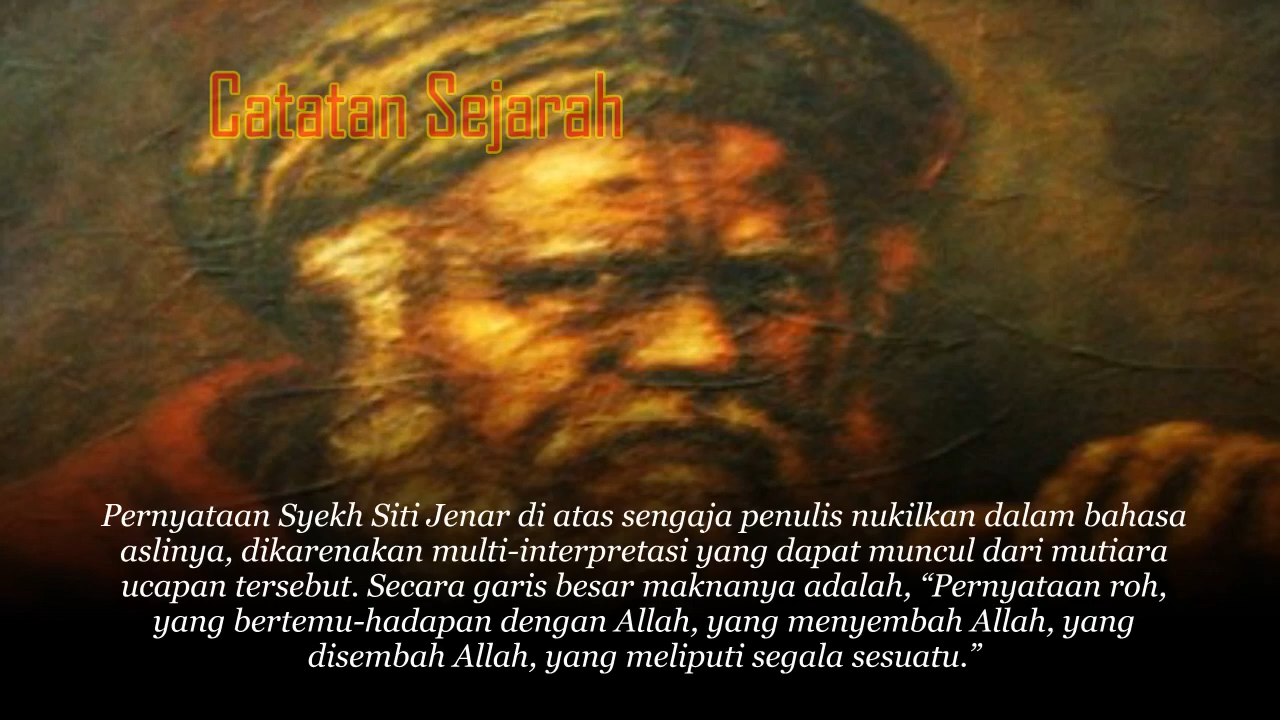 Catatan Sejarah
Pernyataan Syekh Siti Jenar di atas sengaja penulis nukilkan dalam bahasa
aslinya, dikarenakan multi-interpretasi yang dapat muncul dari mutiara
ucapan tersebut. Secara garis besar maknanya adalah, “Pernyataan roh,
yang bertemu-hadapan dengan Allah, yang menyembah Allah, yang
disembah Allah, yang meliputi segala sesuatu.”